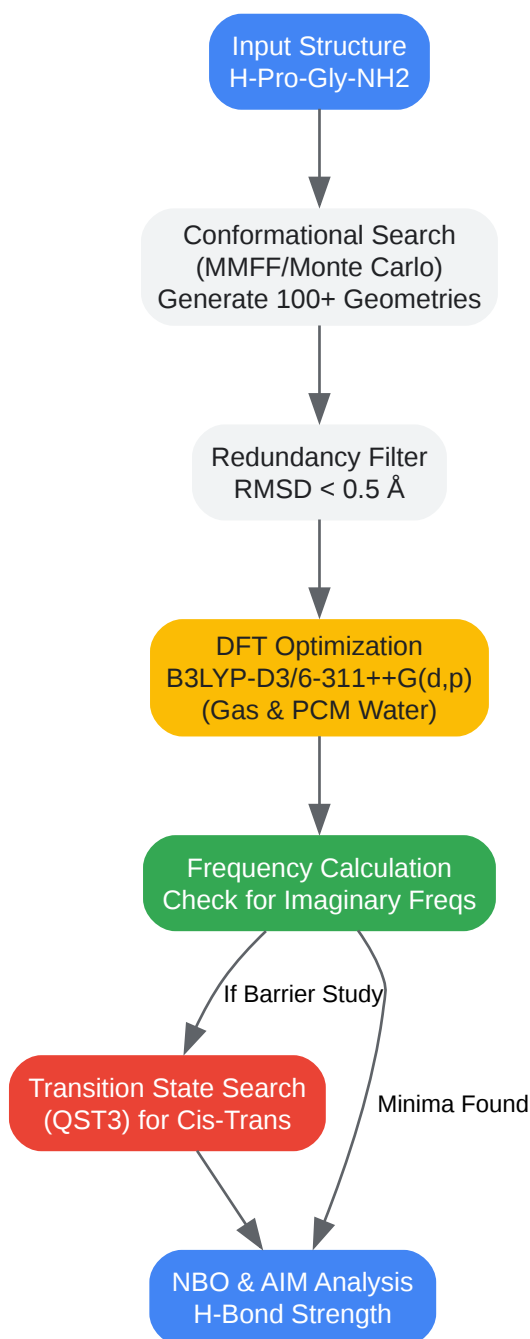 Input Structure
H-Pro-Gly-NH2
Conformational Search
(MMFF/Monte Carlo)
Generate 100+ Geometries
Redundancy Filter
RMSD < 0.5 Å
DFT Optimization
B3LYP-D3/6-311++G(d,p)
(Gas & PCM Water)
Frequency Calculation
Check for Imaginary Freqs
If Barrier Study
Transition State Search
(QST3) for Cis-Trans
Minima Found
NBO & AIM Analysis
H-Bond Strength